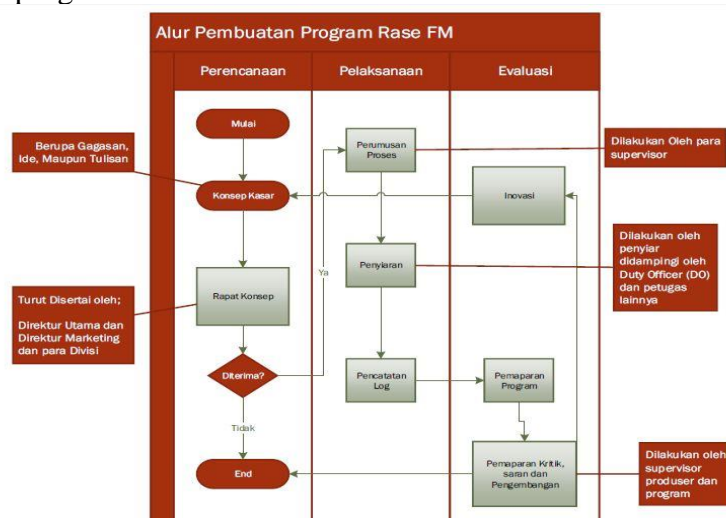 Alur Pembuatan Program Rase FM
Perencanaan
Pelaksanaan
Evaluasi
Mulai
Berupa Gagasan,
Ide, Maupun Tulisan
Konsep Kasar
Perumusan
Proses
Dilakukan Oleh para
supervisor
Inovasi
Turut Disertai oleh;
Direktur Utama dan
Direktur Marketing
dan para Divisi
Rapat Konsep
Ya
Penyiaran
Dilakukan oleh
penyiar
didampingi oleh
Duty Officer (DO)
dan petugas
lainnya
Diterima?
Pencatatan
Log
Pemaparan
Program
Tidak
End
Pemaparan Kritik,
saran dan
Pengembangan
Dilakukan oleh
supervisor
produser dan
program